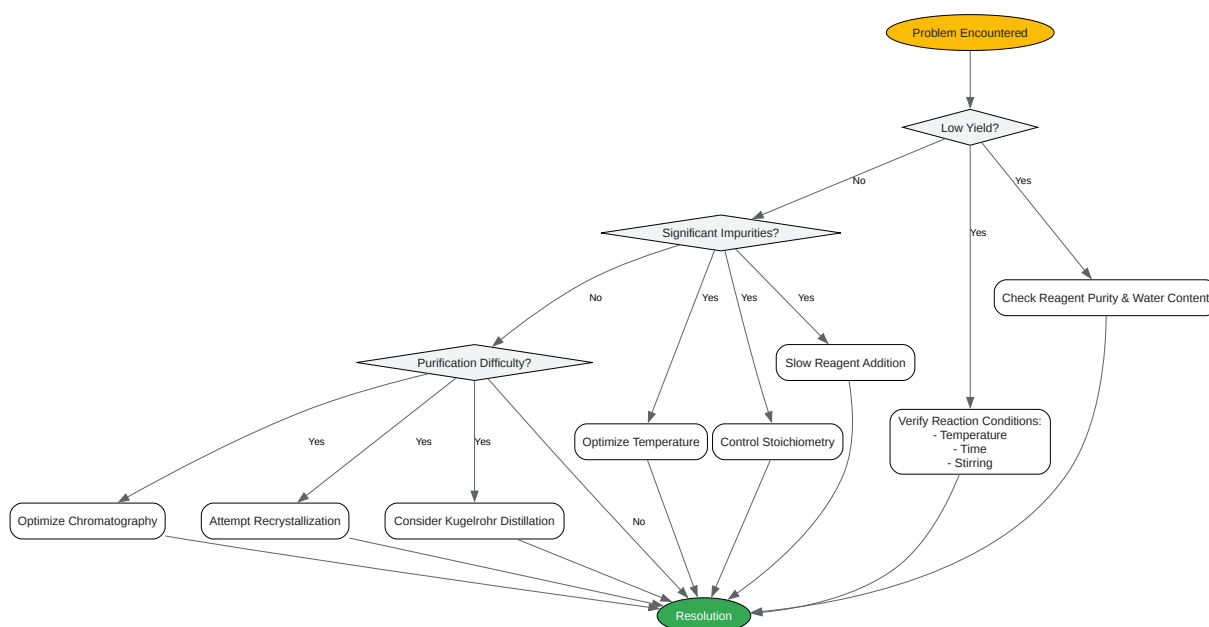 Problem Encountered
Low Yield?
No
Yes
Yes
Significant Impurities?
No
Yes
Yes
Yes
Check Reagent Purity & Water Content
Purification Difficulty?
Slow Reagent Addition
Yes
Yes
Yes
No
Optimize Temperature
Control Stoichiometry
Verify Reaction Conditions:
- Temperature
- Time
- Stirring
Optimize Chromatography
Attempt Recrystallization
Consider Kugelrohr Distillation
Resolution